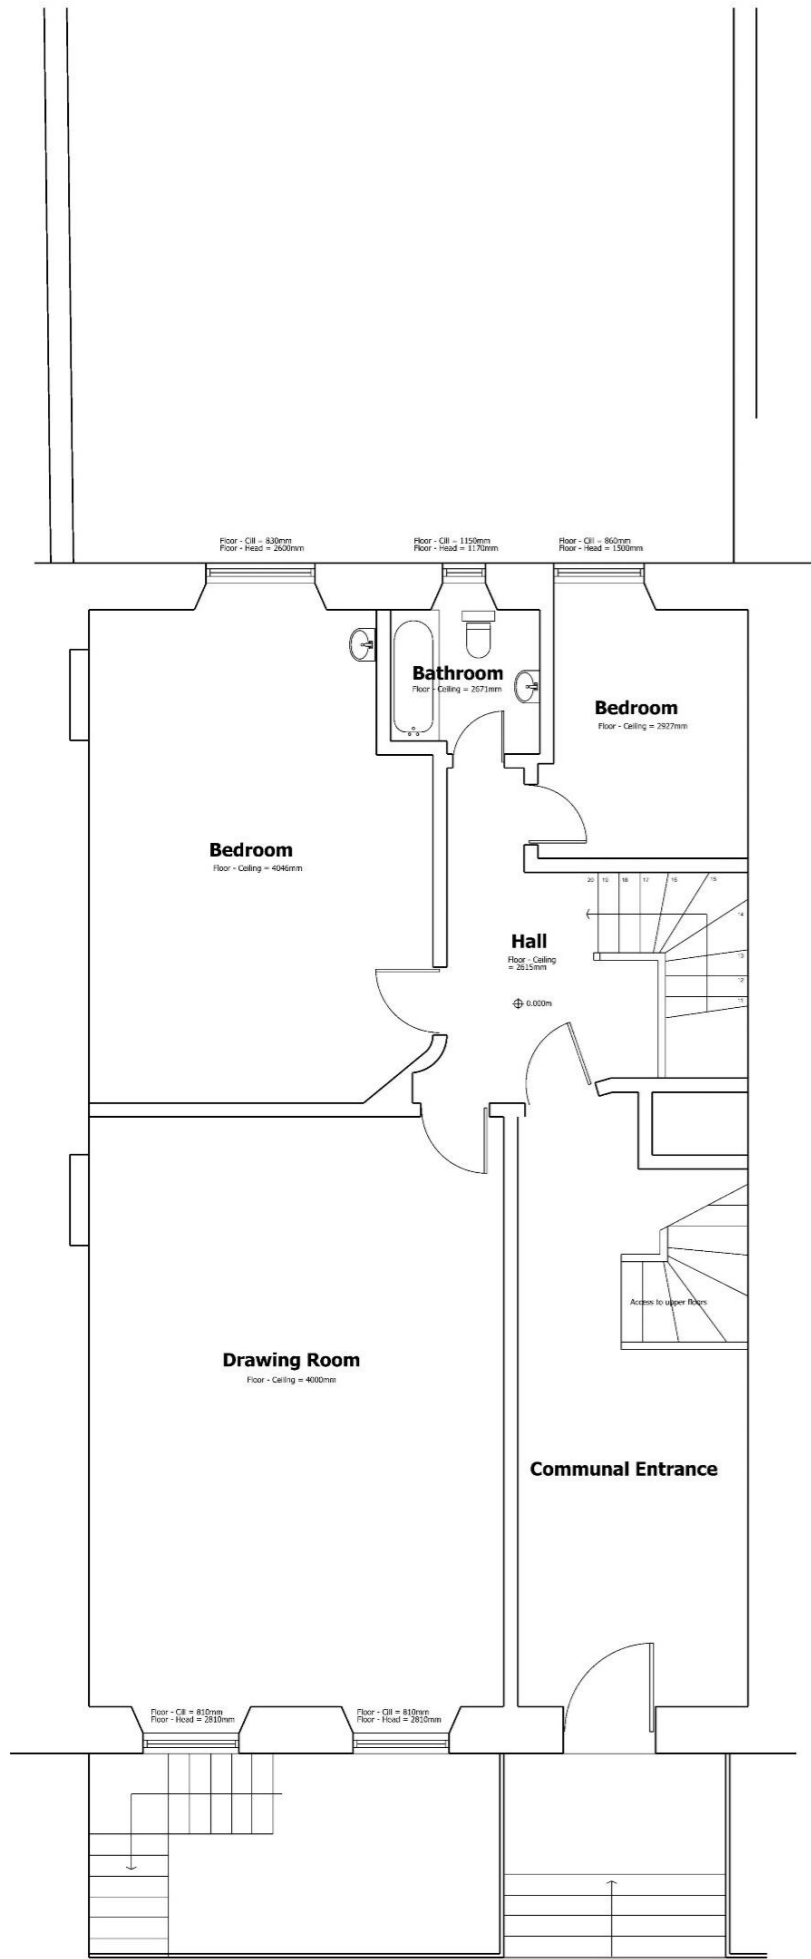 Floor - Cill = 830mm
Floor - Head = 2600mm
Floor - Cill = 1150mm
Floor - Head = 1170mm
Floor - Cill = 860mm
Floor - Head = 1500mm
Bathroom
Floor - Ceiling = 2671mm
Bedroom
Floor - Ceiling = 2927mm
Bedroom
Floor - Ceiling = 4046mm
20 19 18 17 16 15
14
13
12
11
Hall
Floor - Ceiling
= 2615mm
0.000m
Access to upper floors
Drawing Room
Floor - Ceiling = 4000mm
Communal Entrance
Floor - Cill = 810mm
Floor - Head = 2810mm
Floor - Cill = 810mm
Floor - Head = 2810mm